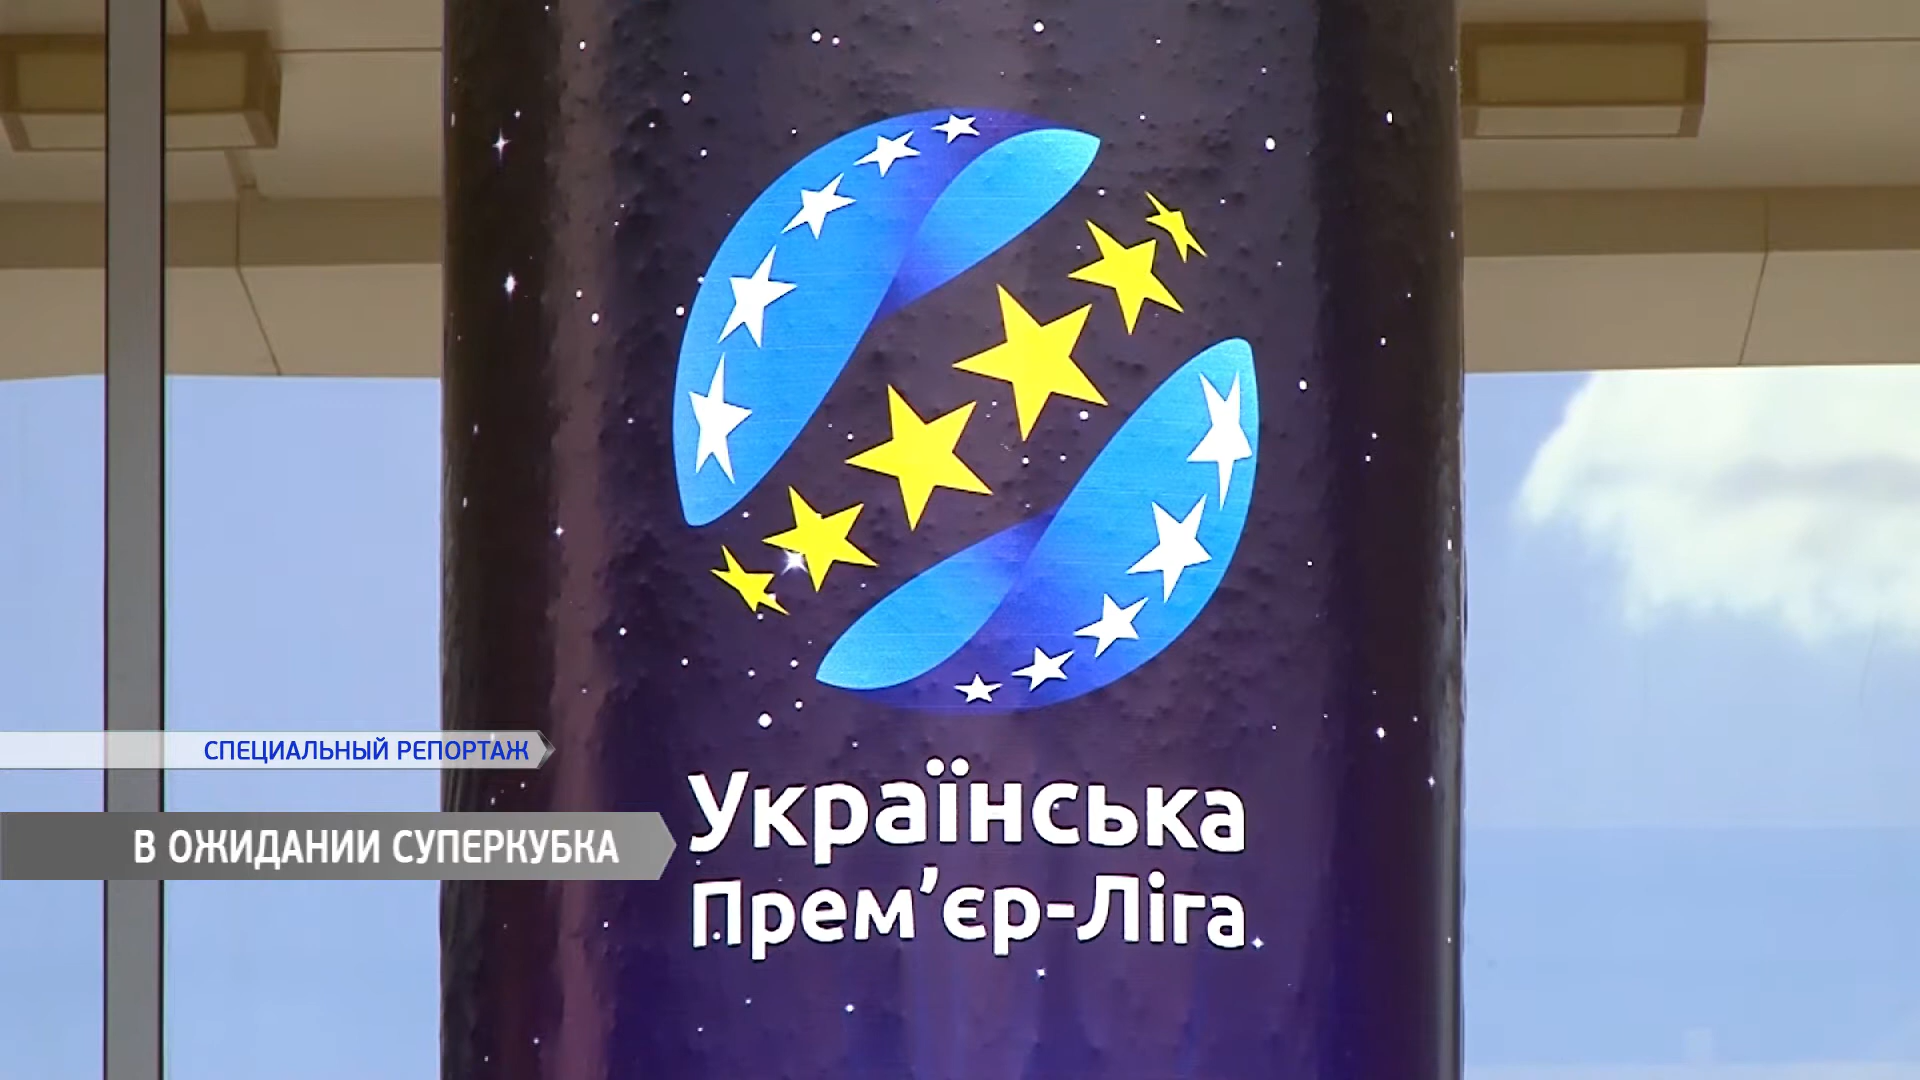 СПЕЦИАЛЬНЫЙ РЕПОРТАЖ
В ОЖИДАНИИ СУПЕРКУБКА
Українська
Прем’єр-Ліга